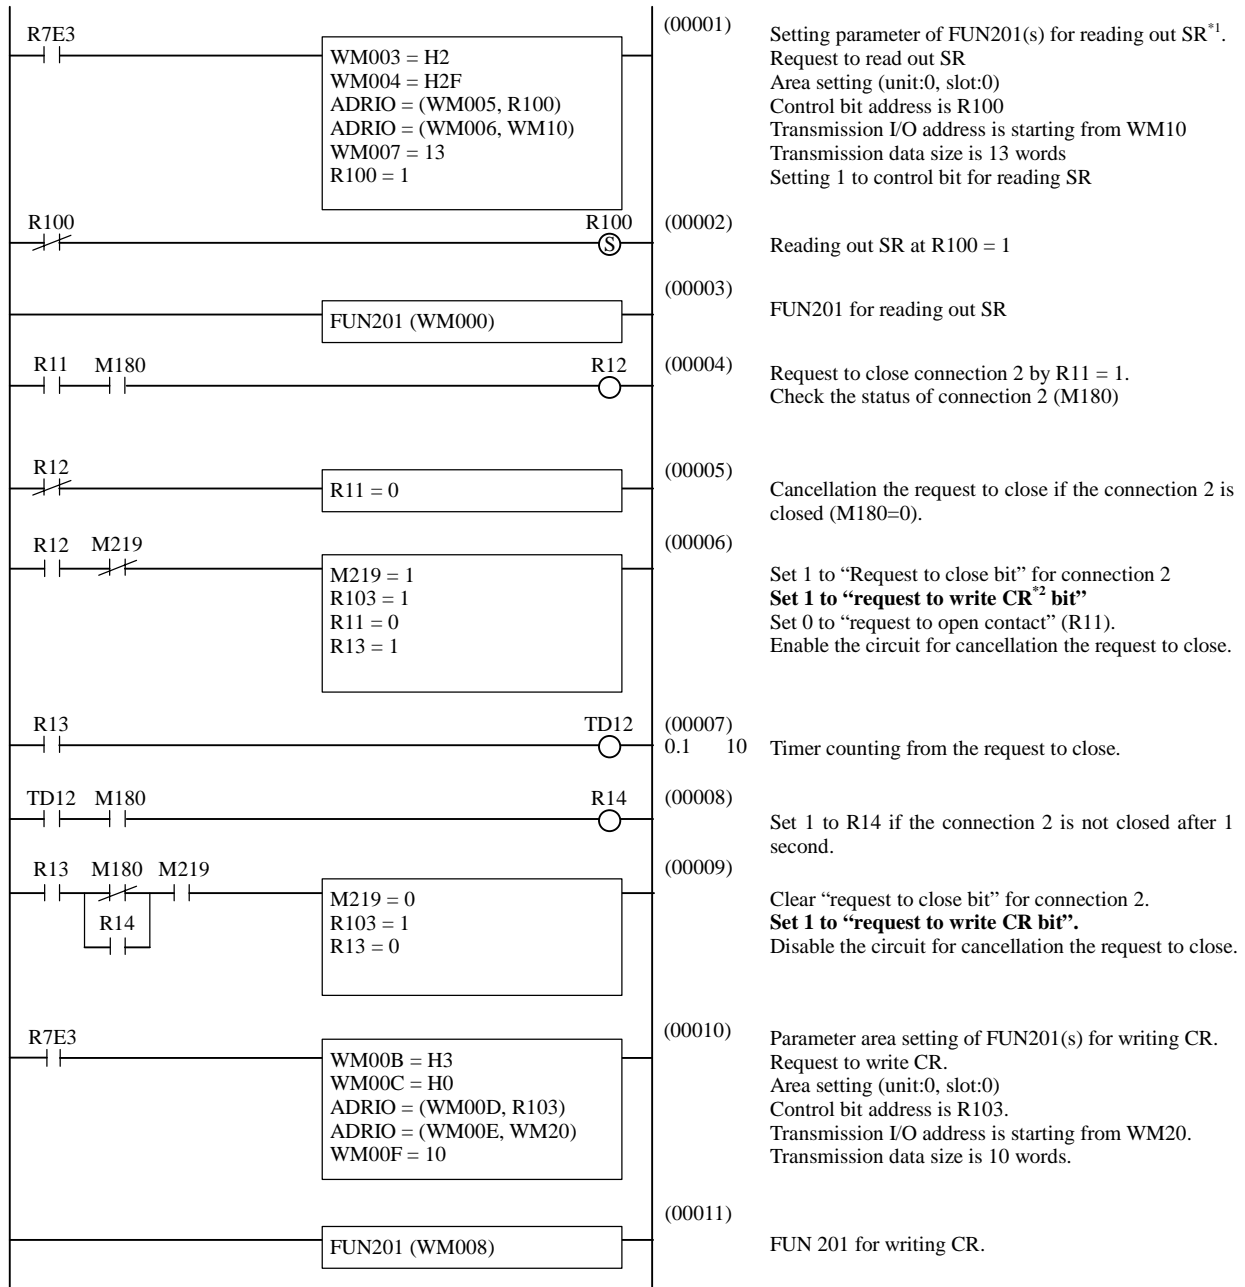 R7E3
(00001)
WM003 = H2
WM004 = H2F
ADRIO = (WM005, R100)
ADRIO = (WM006, WM10)
WM007 = 13
R100 = 1
Setting parameter of FUN201(s) for reading out SR*1.
Request to read out SR
Area setting (unit:0, slot:0)
Control bit address is R100
Transmission I/O address is starting from WM10
Transmission data size is 13 words
Setting 1 to control bit for reading SR
R100 R100 (00002)
S
Reading out SR at R100 = 1
(00003)
FUN201 (WM000)
FUN201 for reading out SR
R11 M180 R12 (00004)
Request to close connection 2 by R11 = 1.
Check the status of connection 2 (M180)
R12 (00005)
R11 = 0
Cancellation the request to close if the connection 2 is
closed (M180=0).
R12 M219 (00006)
M219 = 1
R103 = 1
R11 = 0
R13 = 1
Set 1 to “Request to close bit” for connection 2
Set 1 to “request to write CR*2 bit”
Set 0 to “request to open contact” (R11).
Enable the circuit for cancellation the request to close.
R13 TD12 (00007)
0.1 10 Timer counting from the request to close.
TD12 M180 R14 (00008)
Set 1 to R14 if the connection 2 is not closed after 1
second.
R13 M180 M219 (00009)
R14
M219 = 0
R103 = 1
R13 = 0
Clear “request to close bit” for connection 2.
Set 1 to “request to write CR bit”.
Disable the circuit for cancellation the request to close.
R7E3 (00010)
WM00B = H3
WM00C = H0
ADRIO = (WM00D, R103)
ADRIO = (WM00E, WM20)
WM00F = 10
Parameter area setting of FUN201(s) for writing CR.
Request to write CR.
Area setting (unit:0, slot:0)
Control bit address is R103.
Transmission I/O address is starting from WM20.
Transmission data size is 10 words.
(00011)
FUN201 (WM008)
FUN 201 for writing CR.